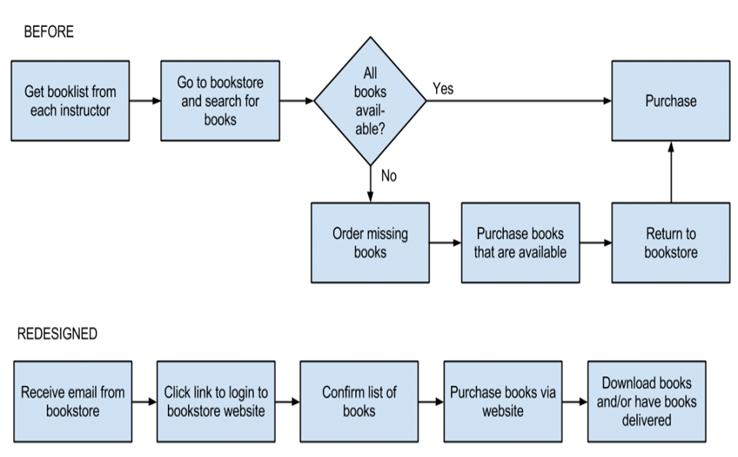 BEFORE
Get booklist from
each instructor
Go to bookstore
and search for
books
All
books
avail-
able?
Yes
Purchase
No
Order missing
books
Purchase books
that are available
Return to
bookstore
REDESIGNED
Receive email from
bookstore
Click link to login to
bookstore website
Confirm list of
books
Purchase books via
website
Download books
and/or have books
delivered